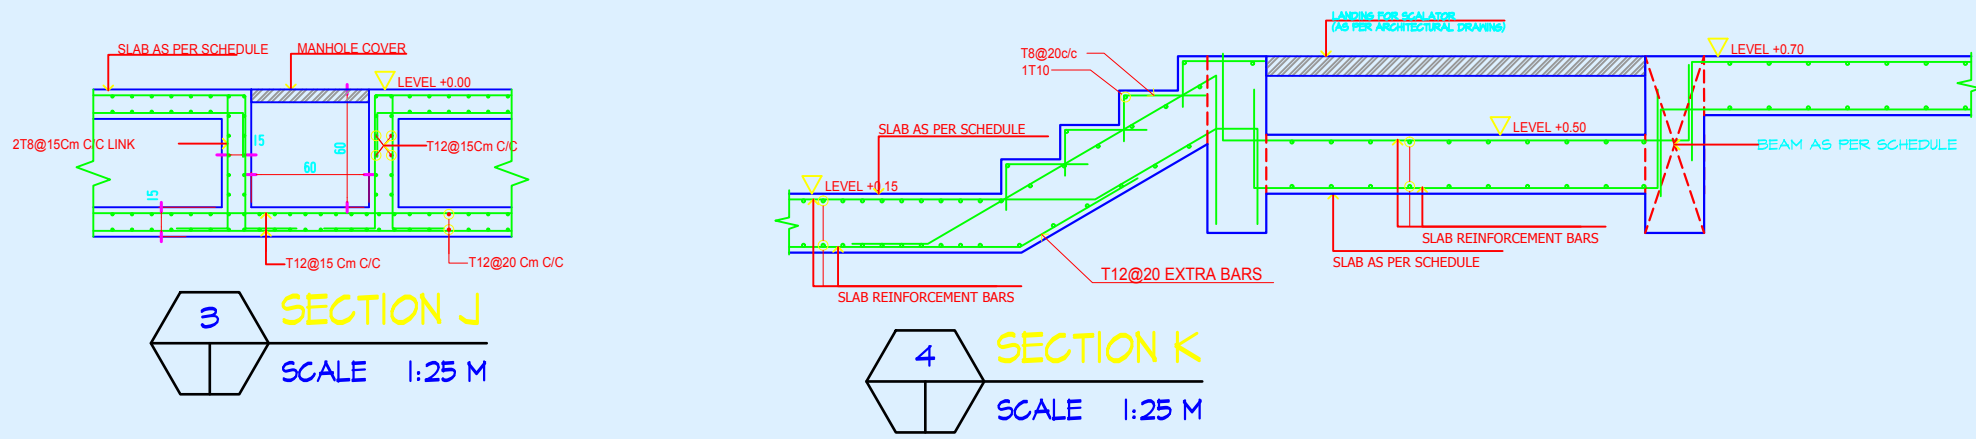 SLAB AS PER SCHEDULE
MANHOLE COVER
LEVEL +0.00
2T8@15Cm C/C LINK
15
60
60
T12@15Cm C/C
15
T12@15 Cm C/C
T12@20 Cm C/C
3
SECTION J
SCALE 1:25 M
LANDING FOR SCALATOR
(AS PER ARCHITECTURAL DRAWING)
T8@20c/c
1T10
LEVEL +0.70
SLAB AS PER SCHEDULE
LEVEL +0.50
BEAM AS PER SCHEDULE
LEVEL +0.15
SLAB REINFORCEMENT BARS
SLAB AS PER SCHEDULE
T12@20 EXTRA BARS
SLAB REINFORCEMENT BARS
4
SECTION K
SCALE 1:25 M